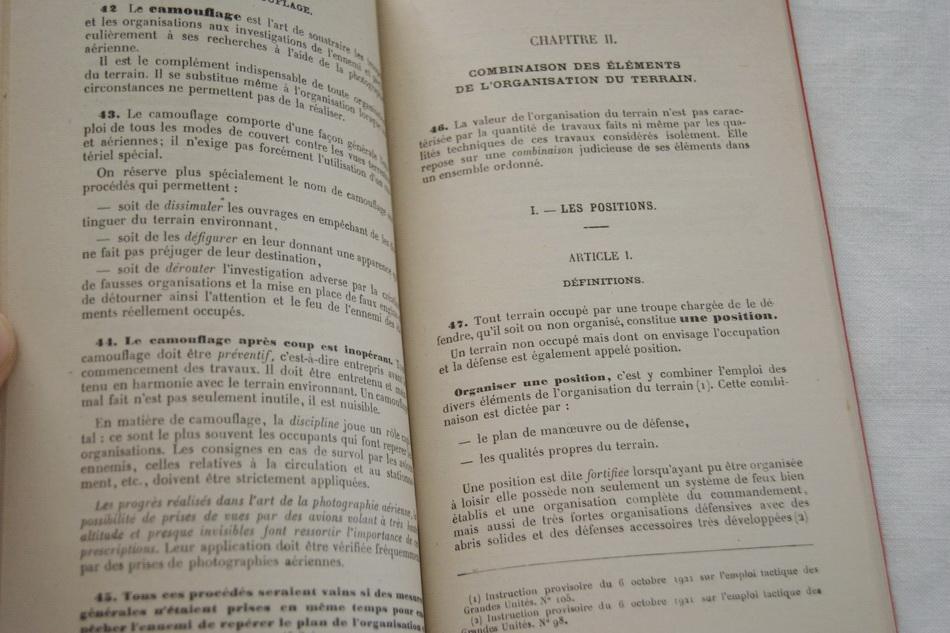 42 Le camouflage est l'art de soustraire les
et les organisations aux investigations de l'ennemi et
culièrement à ses recherches à l'aide de la
aérienne.
Il est le complément indispensable de toute
du terrain. Il se substitue même à l'organisation lorsque
circonstances ne permettent pas de la réaliser.
43. Le camouflage comporte d'une façon générale
ploi de tous les modes de couvert contre les vues
et aériennes; il n'exige pas forcément l'utilisation d'un
tériel spécial.
On réserve plus spécialement le nom de camouflage
procédés qui permettent :
— soit de dissimuler les ouvrages en empêchant de les
tinguer du terrain environnant,
— soit de les défigurer en leur donnant une apparence
ne fait pas préjuger de leur destination,
— soit de dérouter l'investigation adverse par la
de fausses organisations et la mise en place de faux
de détourner ainsi l'attention et le feu de l'ennemi des
ments réellement occupés.
44. Le camouflage après coup est inopérant.
camouflage doit être préventif, c'est-à-dire entrepris avant
commencement des travaux. Il doit être entretenu et
tenu en harmonie avec le terrain environnant. Un camouflage
mal fait n'est pas seulement inutile, il est nuisible.
En matière de camouflage, la discipline joue un rôle
tal : ce sont le plus souvent les occupants qui font repérer
organisations. Les consignes en cas de survol par les
ennemis, celles relatives à la circulation et au
ment, etc., doivent être strictement appliquées.
Les progrès réalisés dans l'art de la photographie aérienne,
possibilité de prises de vues par des avions volant à très
altitude et presque invisibles font ressortir l'importance
prescriptions. Leur application doit être vérifiée fréquemment
par des prises de photographies aériennes.
45. Tous ces procédés seraient vains si des mesures
générales n'étaient prises en même temps pour
pêcher l'ennemi de repérer le plan de l'organisation
CHAPITRE II.
COMBINAISON DES ÉLÉMENTS
DE L'ORGANISATION DU TERRAIN.
46. La valeur de l'organisation du terrain n'est pas carac-
térisée par la quantité de travaux faits ni même par les qua-
lités techniques de ces travaux considérés isolément. Elle
repose sur une combinaison judicieuse de ses éléments dans
un ensemble ordonné.
I. — LES POSITIONS.
ARTICLE I.
DÉFINITIONS.
47. Tout terrain occupé par une troupe chargée de le dé-
fendre, qu'il soit ou non organisé, constitue une position.
Un terrain non occupé mais dont on envisage l'occupation
et la défense est également appelé position.
Organiser une position, c'est y combiner l'emploi des
divers éléments de l'organisation du terrain (1). Cette combi-
naison est dictée par :
— le plan de manœuvre ou de défense,
— les qualités propres du terrain.
Une position est dite fortifiée lorsqu'ayant pu être organisée
à loisir elle possède non seulement un système de feux bien
établis et une organisation complète du commandement,
mais aussi de très fortes organisations défensives avec des
abris solides et des défenses accessoires très développées (2)
(1) Instruction provisoire du 6 octobre 1921 sur l'emploi tactique des
Grandes Unités. N° 105.
(2) Instruction provisoire du 6 octobre 1921 sur l'emploi tactique des
Grandes Unités. N° 98.